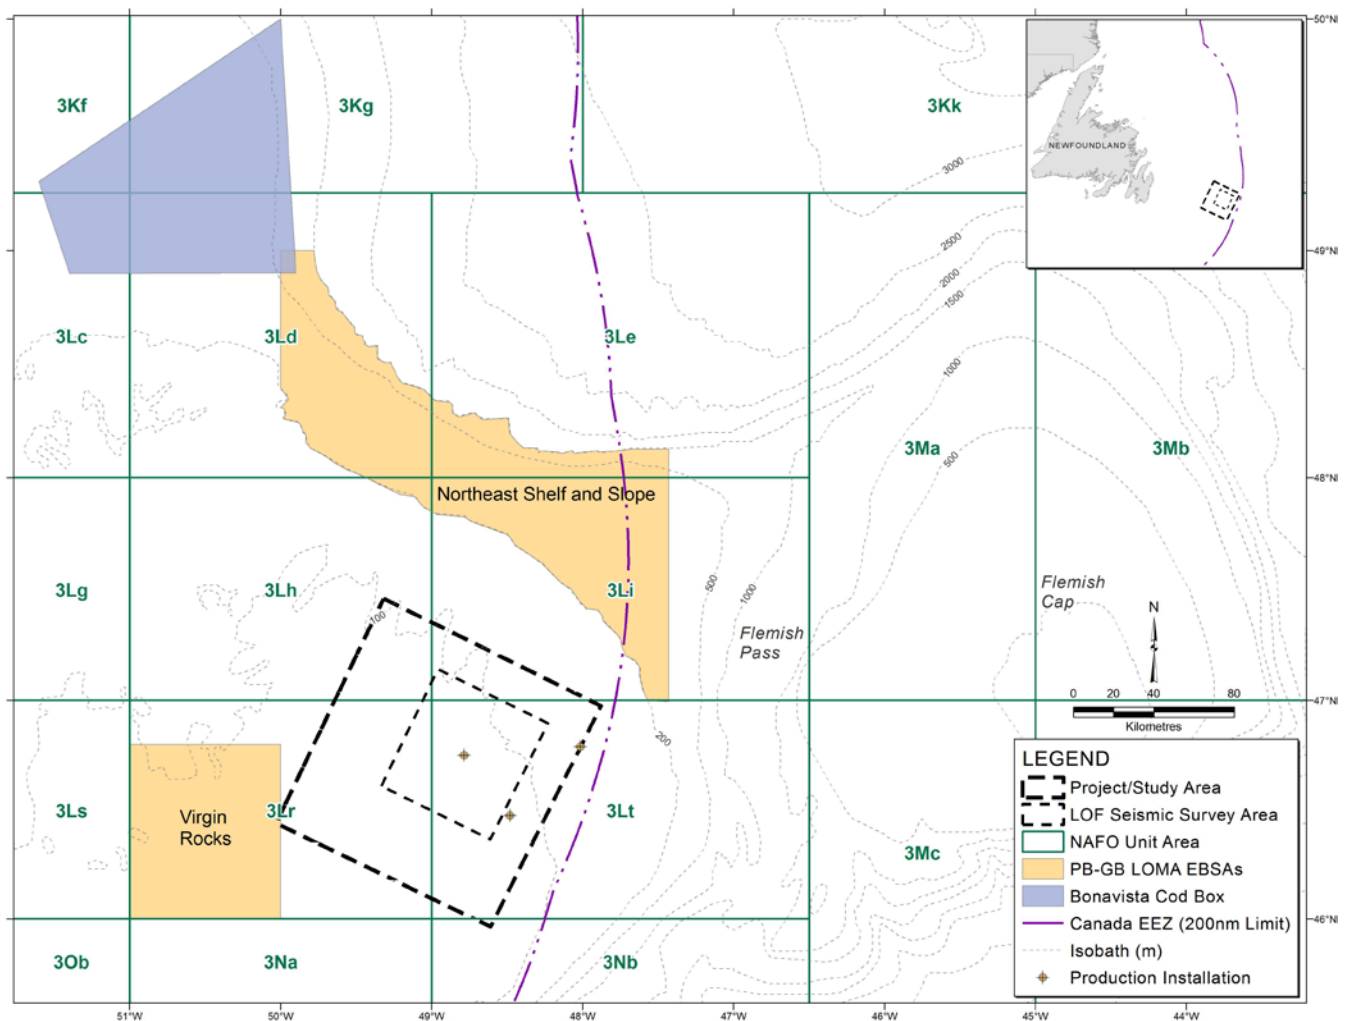 50°N
3Kf
3Kg
3Kk
NEWFOUNDLAND
3000
2500
2000
1500
49°N
3Lc
3Ld
3Le
1000
3Ma
3Mb
500
48°N
Northeast Shelf and Slope
3Lg
3Lh
3Li
500
1000
Flemish
Cap
100
Flemish
Pass
N
0 20 40 80
Kilometres
47°N
200
LEGEND
Project/Study Area
LOF Seismic Survey Area
NAFO Unit Area
PB-GB LOMA EBSAs
Bonavista Cod Box
Canada EEZ (200nm Limit)
Isobath (m)
Production Installation
3Ls
Virgin
Rocks
3Lr
3Lt
3Mc
46°N
3Ob
3Na
3Nb
51°W 50°W 49°W 48°W 47°W 46°W 45°W 44°W